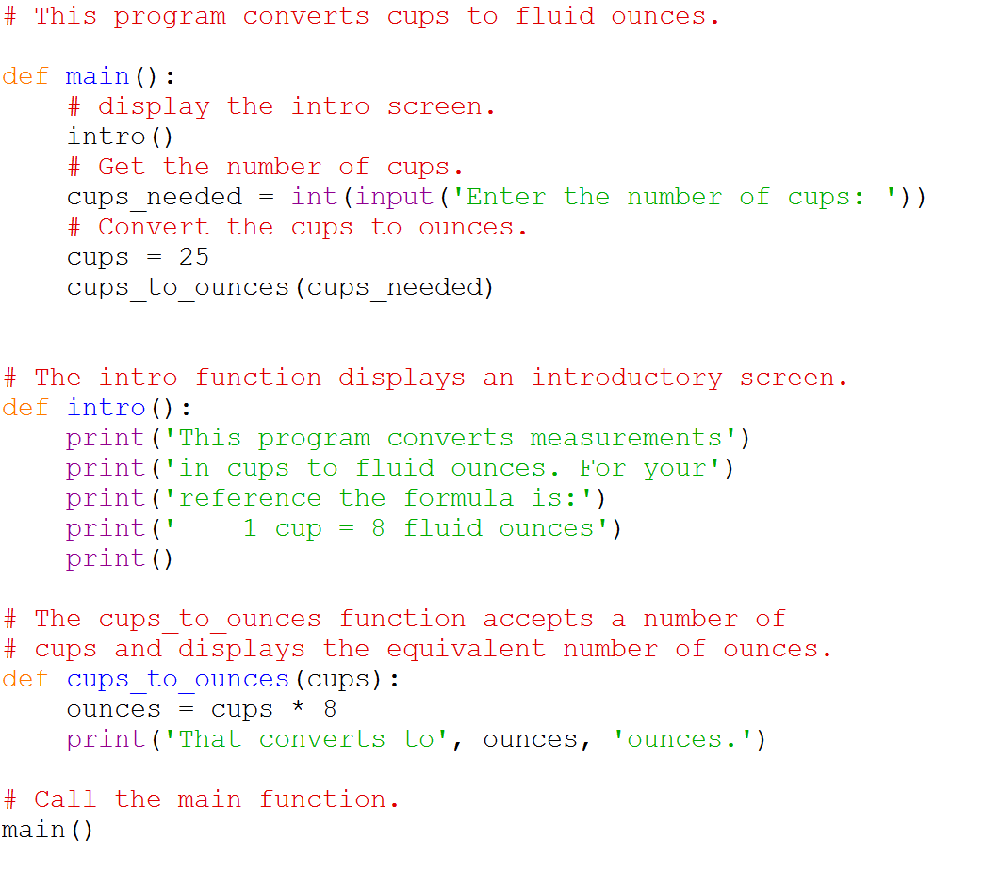 # This program converts cups to fluid ounces.

def main():
    # display the intro screen.
    intro()
    # Get the number of cups.
    cups_needed = int(input('Enter the number of cups: '))
    # Convert the cups to ounces.
    cups = 25
    cups_to_ounces(cups_needed)


# The intro function displays an introductory screen.
def intro():
    print('This program converts measurements')
    print('in cups to fluid ounces. For your')
    print('reference the formula is:')
    print('    1 cup = 8 fluid ounces')
    print()

# The cups_to_ounces function accepts a number of
# cups and displays the equivalent number of ounces.
def cups_to_ounces(cups):
    ounces = cups * 8
    print('That converts to', ounces, 'ounces.')

# Call the main function.
main()